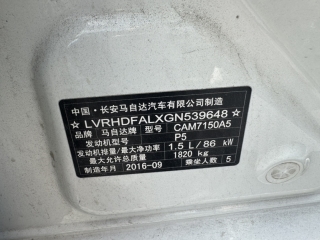 中国·长安马自达汽车有限公司制造
☆LVRHDFALXGN539648☆
品牌 马自达 型号 CAM7150A5
发动机型号 P5
发动机排量/最大净功率 1.5 L/86 kW
最大允许总质量 1820 kg
制造年月 2016-09 乘坐人数 5